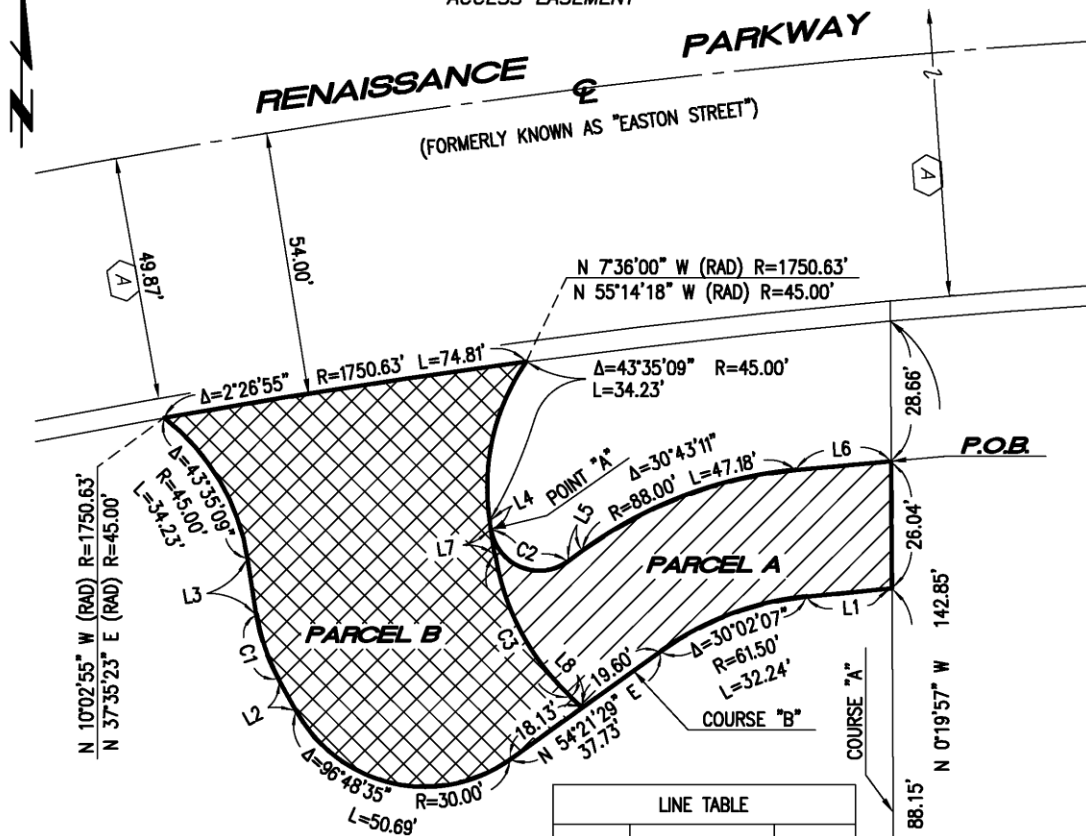 ACCESS EASEMENT
N
RENAISSANCE ℄ PARKWAY
(FORMERLY KNOWN AS "EASTON STREET")
A
49.87'
54.00'
A
N 7°36'00" W (RAD) R=1750.63'
N 55°14'18" W (RAD) R=45.00'
Δ=2°26'55" R=1750.63' L=74.81'
Δ=43°35'09" R=45.00'
L=34.23'
28.66'
P.O.B.
N 10°02'55" W (RAD) R=1750.63'
N 37°35'23" E (RAD) R=45.00'
Δ=43°35'09"
R=45.00'
L=34.23'
L4
POINT "A"
L5
Δ=30°43'11"
R=88.00' L=47.18'
L6
L7
C2
PARCEL A
26.04'
L3
PARCEL B
C3
L1
C1
L2
L8
19.60'
18.13'
N 54°21'29" E
37.73'
Δ=30°02'07"
R=61.50'
L=32.24'
COURSE "B"
COURSE "A"
N 0°19'57" W 142.85'
88.15'
Δ=96°48'35" R=30.00'
L=50.69'
LINE TABLE